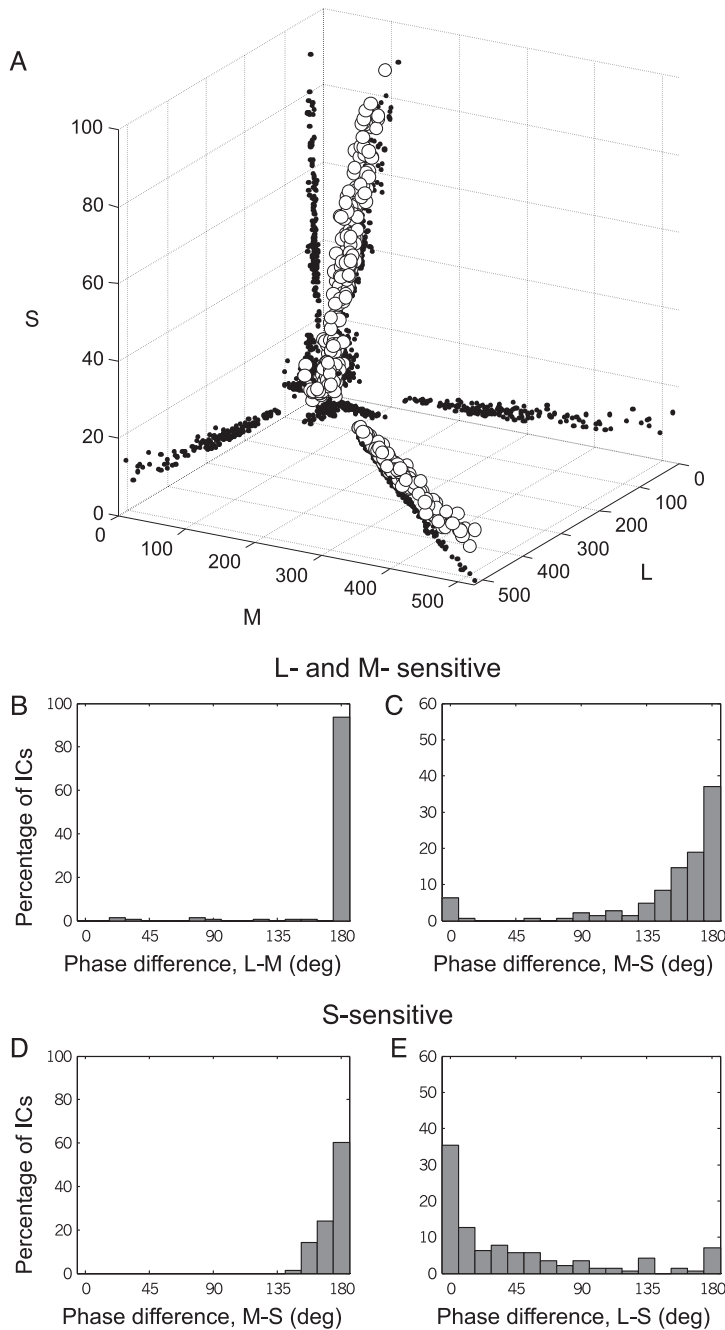 A
100
80
60
40
20
0
S
0
100
200
300
400
500
M
500
400
300
200
100
0
L
L- and M- sensitive
B
C
100
80
60
40
20
0
Percentage of ICs
0 45 90 135 180
Phase difference, L-M (deg)
60
50
40
30
20
10
0
0 45 90 135 180
Phase difference, M-S (deg)
S-sensitive
D
E
100
80
60
40
20
0
Percentage of ICs
0 45 90 135 180
Phase difference, M-S (deg)
60
50
40
30
20
10
0
0 45 90 135 180
Phase difference, L-S (deg)